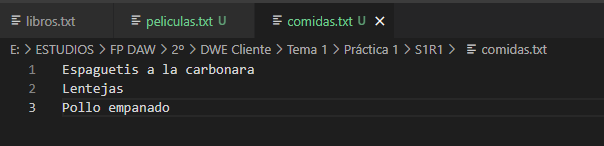 libros.txt peliculas.txt U comidas.txt U ×
E: > ESTUDIOS > FP DAW > 2º > DWE Cliente > Tema 1 > Práctica 1 > S1R1 > comidas.txt
1 Espaguetis a la carbonara
2 Lentejas
3 Pollo empanado